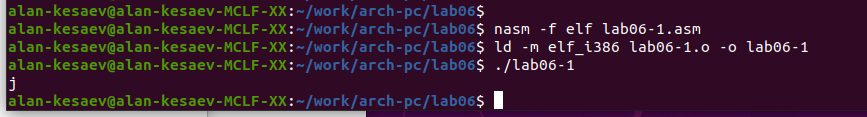 alan-kesaev@alan-kesaev-MCLF-XX:~/work/arch-pc/lab06$
alan-kesaev@alan-kesaev-MCLF-XX:~/work/arch-pc/lab06$ nasm -f elf lab06-1.asm
alan-kesaev@alan-kesaev-MCLF-XX:~/work/arch-pc/lab06$ ld -m elf_i386 lab06-1.o -o lab06-1
alan-kesaev@alan-kesaev-MCLF-XX:~/work/arch-pc/lab06$ ./lab06-1
j
alan-kesaev@alan-kesaev-MCLF-XX:~/work/arch-pc/lab06$